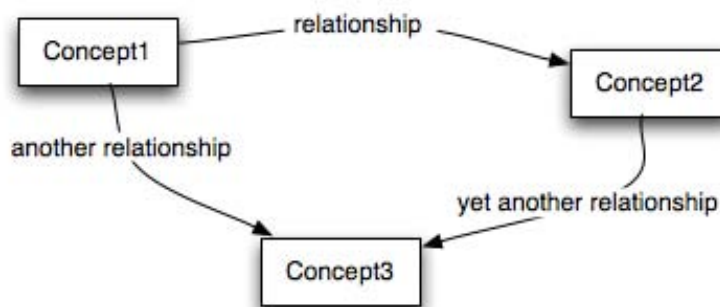 relationship
Concept1
Concept2
another relationship
yet another relationship
Concept3